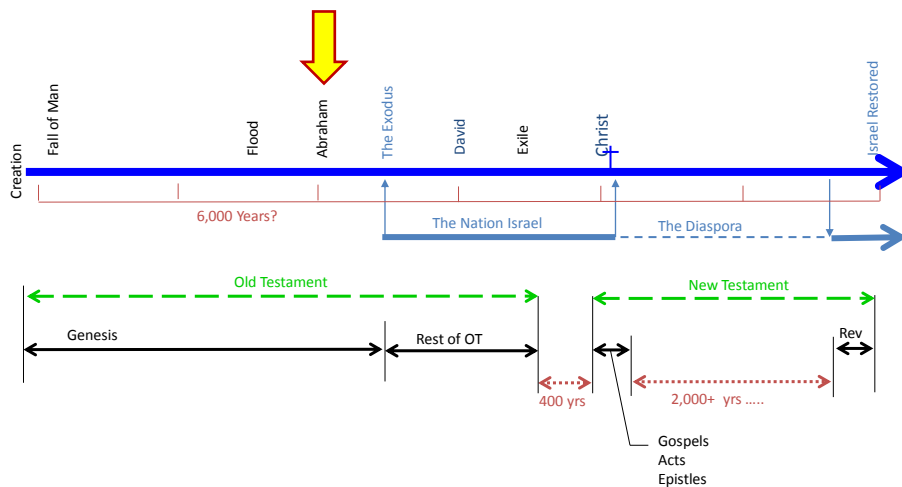 Creation
Fall of Man
Flood
Abraham
The Exodus
David
Exile
Christ
Israel Restored
6,000 Years?
The Nation Israel
The Diaspora
Old Testament
New Testament
Genesis
Rest of OT
Rev
400 yrs
2,000+ yrs .....
Gospels
Acts
Epistles